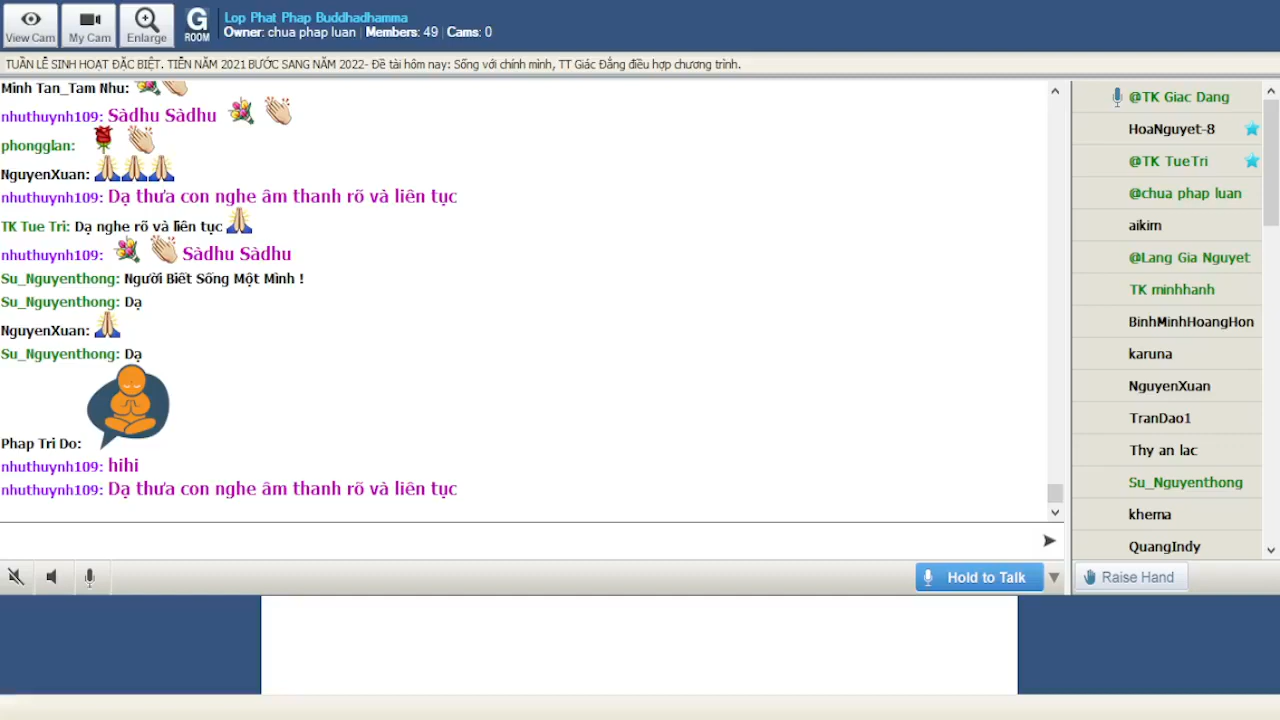 View Cam
My Cam
Enlarge
G
ROOM
Lop Phat Phap Buddhadhamma
Owner: chua phap luan | Members: 49 | Cams: 0
TUẦN LỄ SINH HOẠT ĐẶC BIỆT. TIỄN NĂM 2021 BƯỚC SANG NĂM 2022- Đề tài hôm nay: Sống với chính mình, TT Giác Đẳng điều hợp chương trình.
Minh Tan_Tam Nhu:
nhuthuynh109: Sàdhu Sàdhu
phongglan:
NguyenXuan:
nhuthuynh109: Dạ thưa con nghe âm thanh rõ và liên tục
TK Tue Tri: Dạ nghe rõ và liên tục
nhuthuynh109: Sàdhu Sàdhu
Su_Nguyenthong: Người Biết Sống Một Mình !
Su_Nguyenthong: Dạ
NguyenXuan:
Su_Nguyenthong: Dạ
Phap Tri Do:
nhuthuynh109: hihi
nhuthuynh109: Dạ thưa con nghe âm thanh rõ và liên tục
Hold to Talk
@TK Giac Dang
HoaNguyet-8
@TK TueTri
@chua phap luan
aikim
@Lang Gia Nguyet
TK minhhanh
BinhMinhHoangHon
karuna
NguyenXuan
TranDao1
Thy an lac
Su_Nguyenthong
khema
QuangIndy
Raise Hand